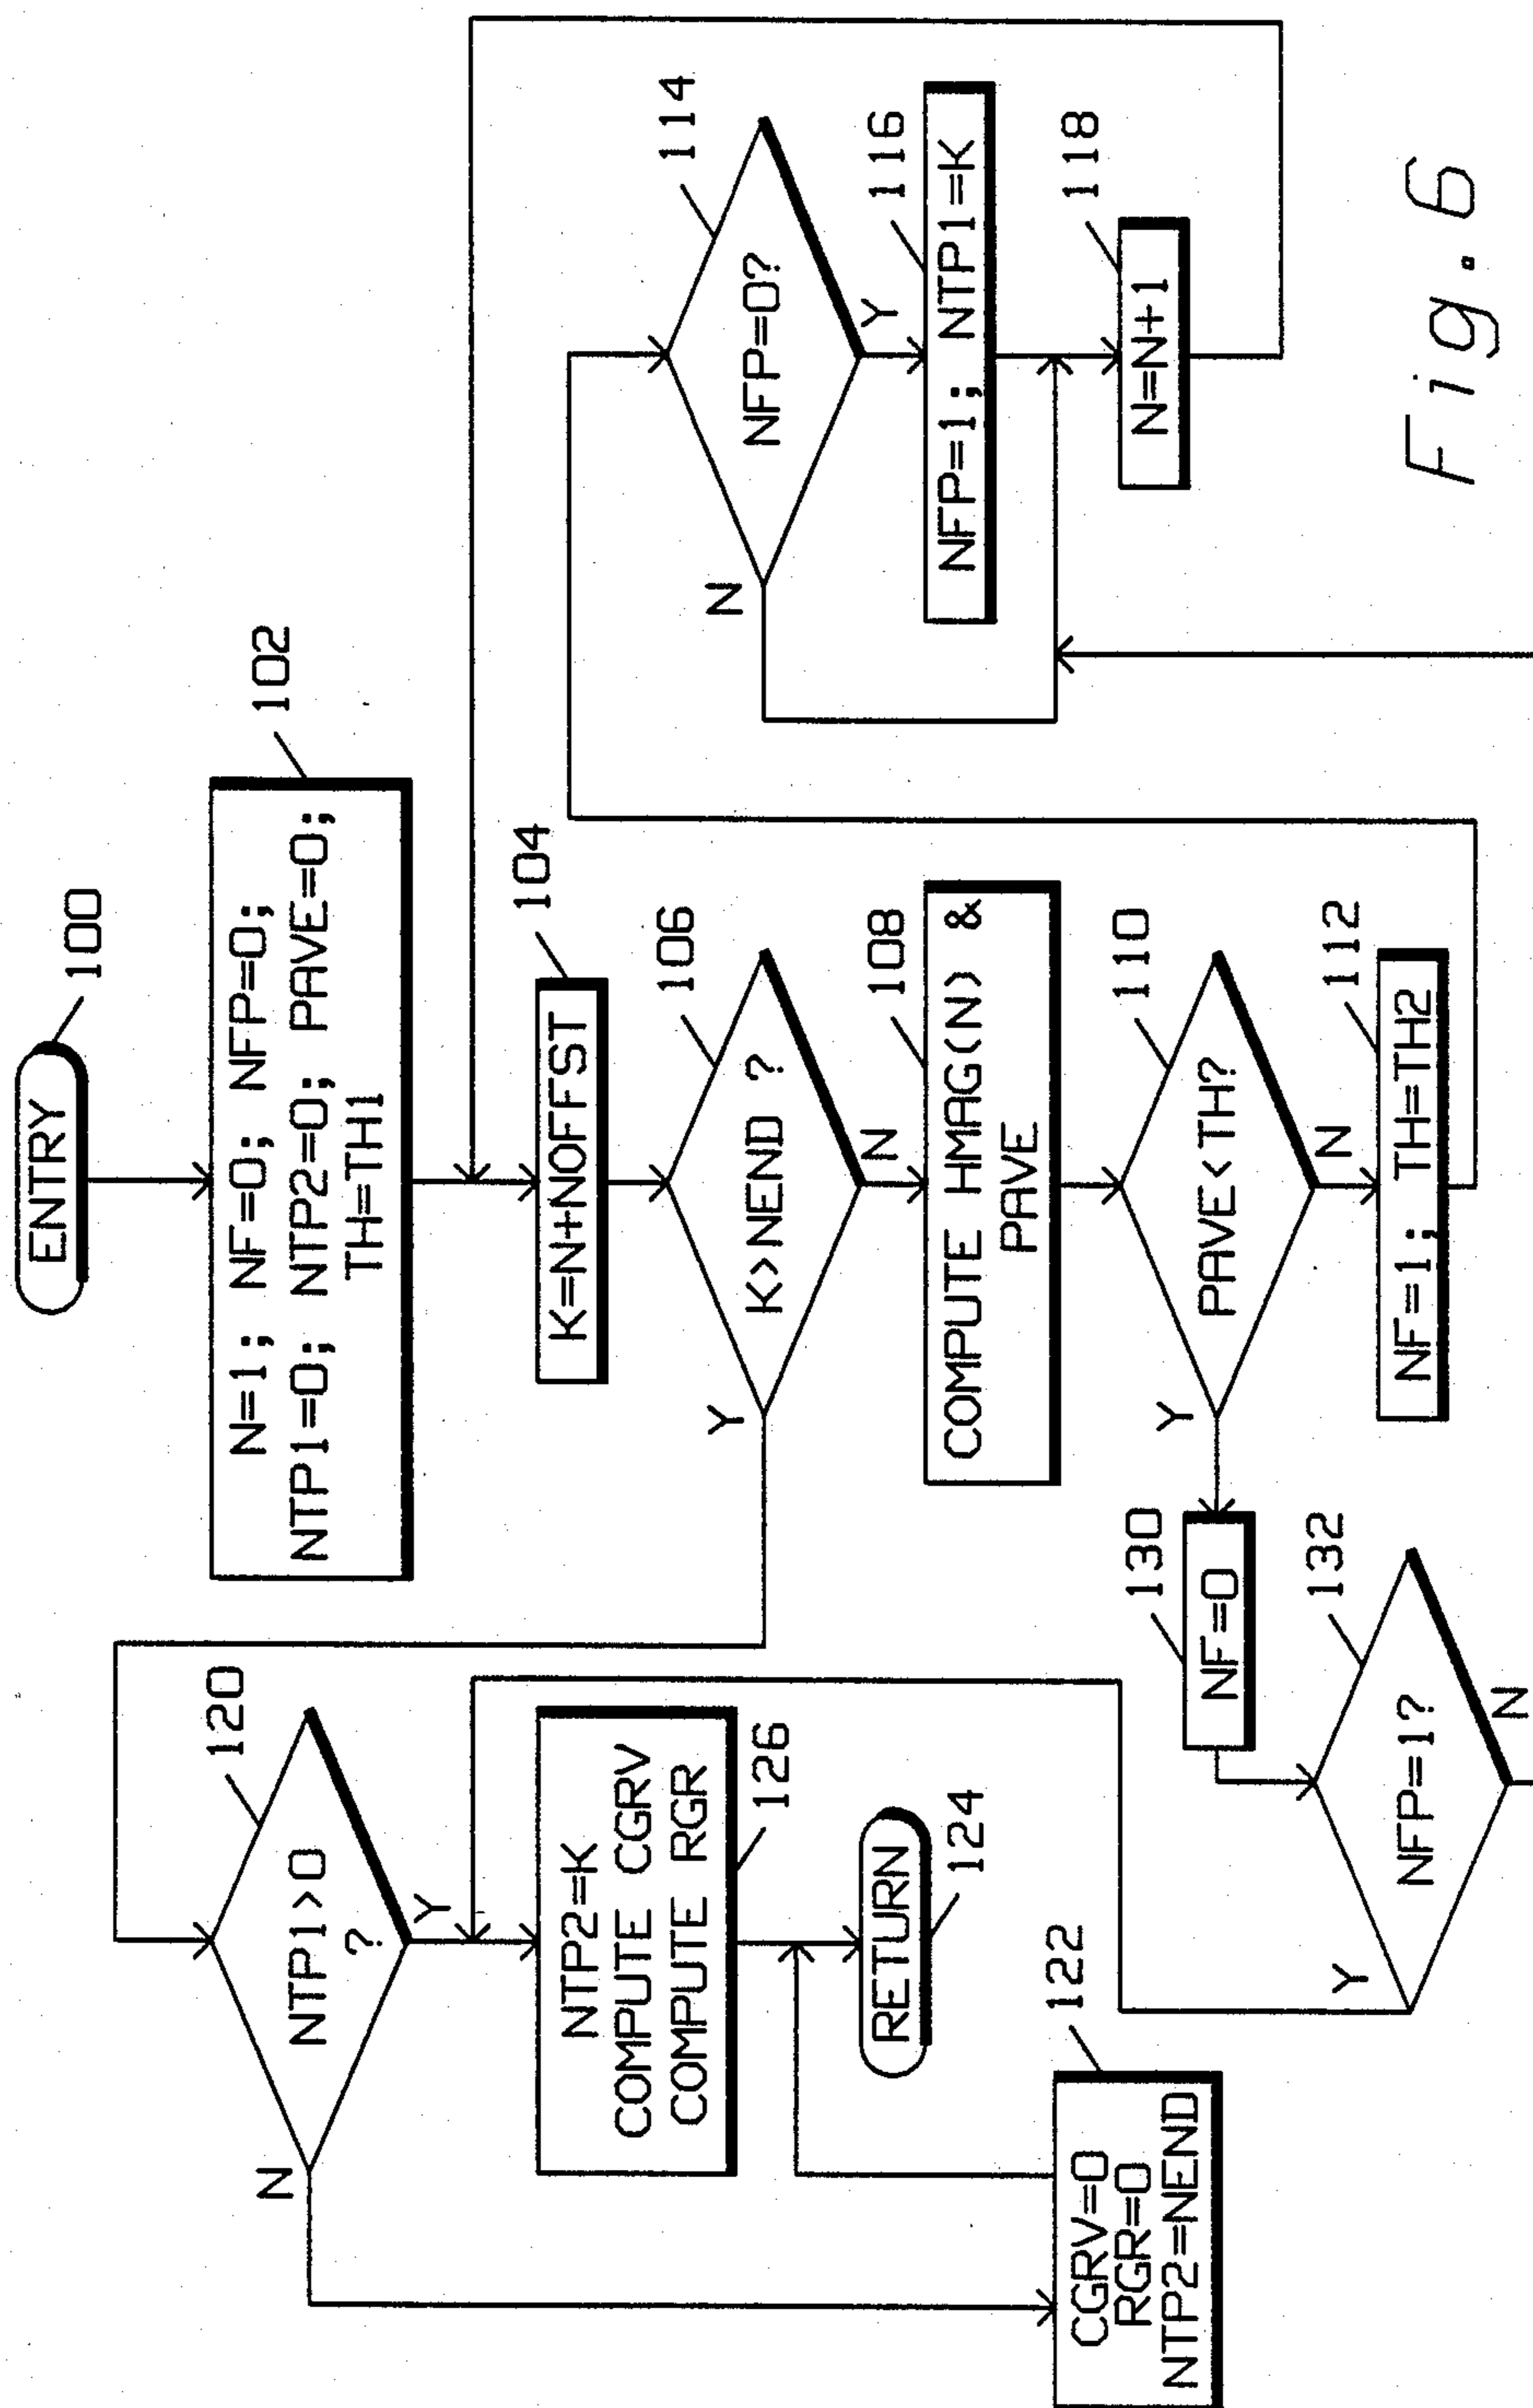 ENTRY
100
N=1; NF=0; NFP=0;
NTP1=0; NTP2=0; PAVE=0;
TH=TH1
102
K=N+NOFFST
104
K>NEND ?
106
Y
N
COMPUTE HMAG(N) &
PAVE
108
PAVE<TH?
110
Y
N
NF=1; TH=TH2
112
NFP=0?
114
N
Y
NFP=1; NTP1=K
116
N=N+1
118
NTP1>0
?
120
N
Y
NTP2=K
COMPUTE CGRV
COMPUTE RGR
126
RETURN
124
CGRV=0
RGR=0
NTP2=NEND
122
NF=0
130
NFP=1?
132
Y
N
Fig. 6